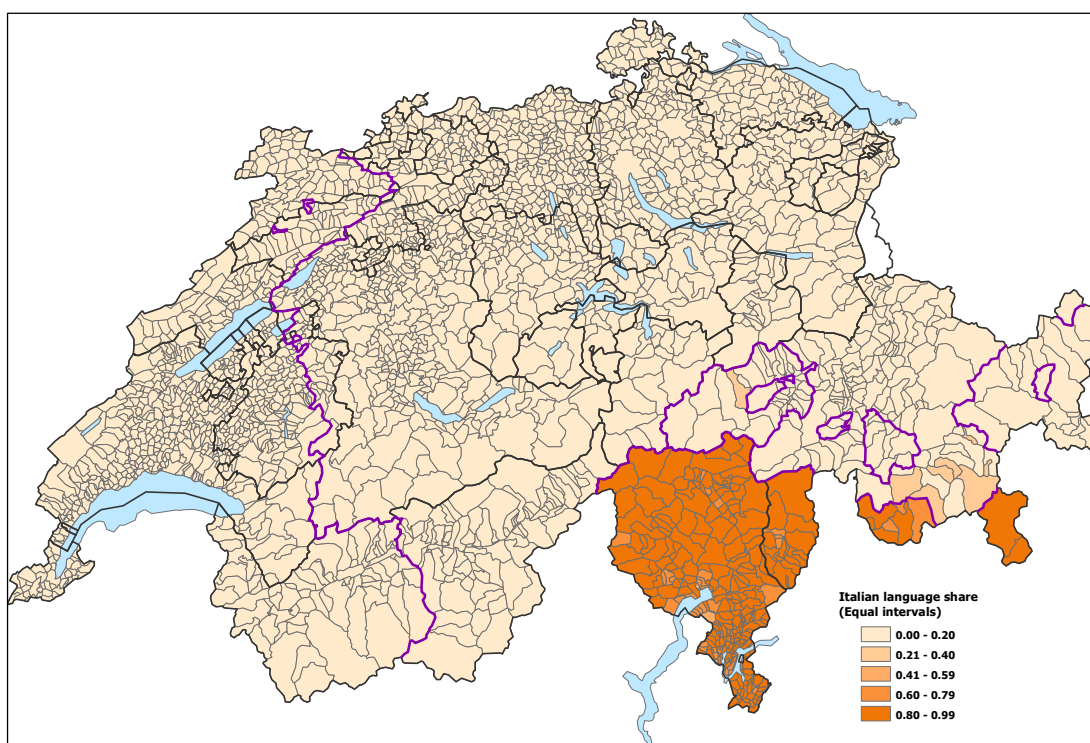 Italian language share
(Equal intervals)
0.00 - 0.20
0.21 - 0.40
0.41 - 0.59
0.60 - 0.79
0.80 - 0.99